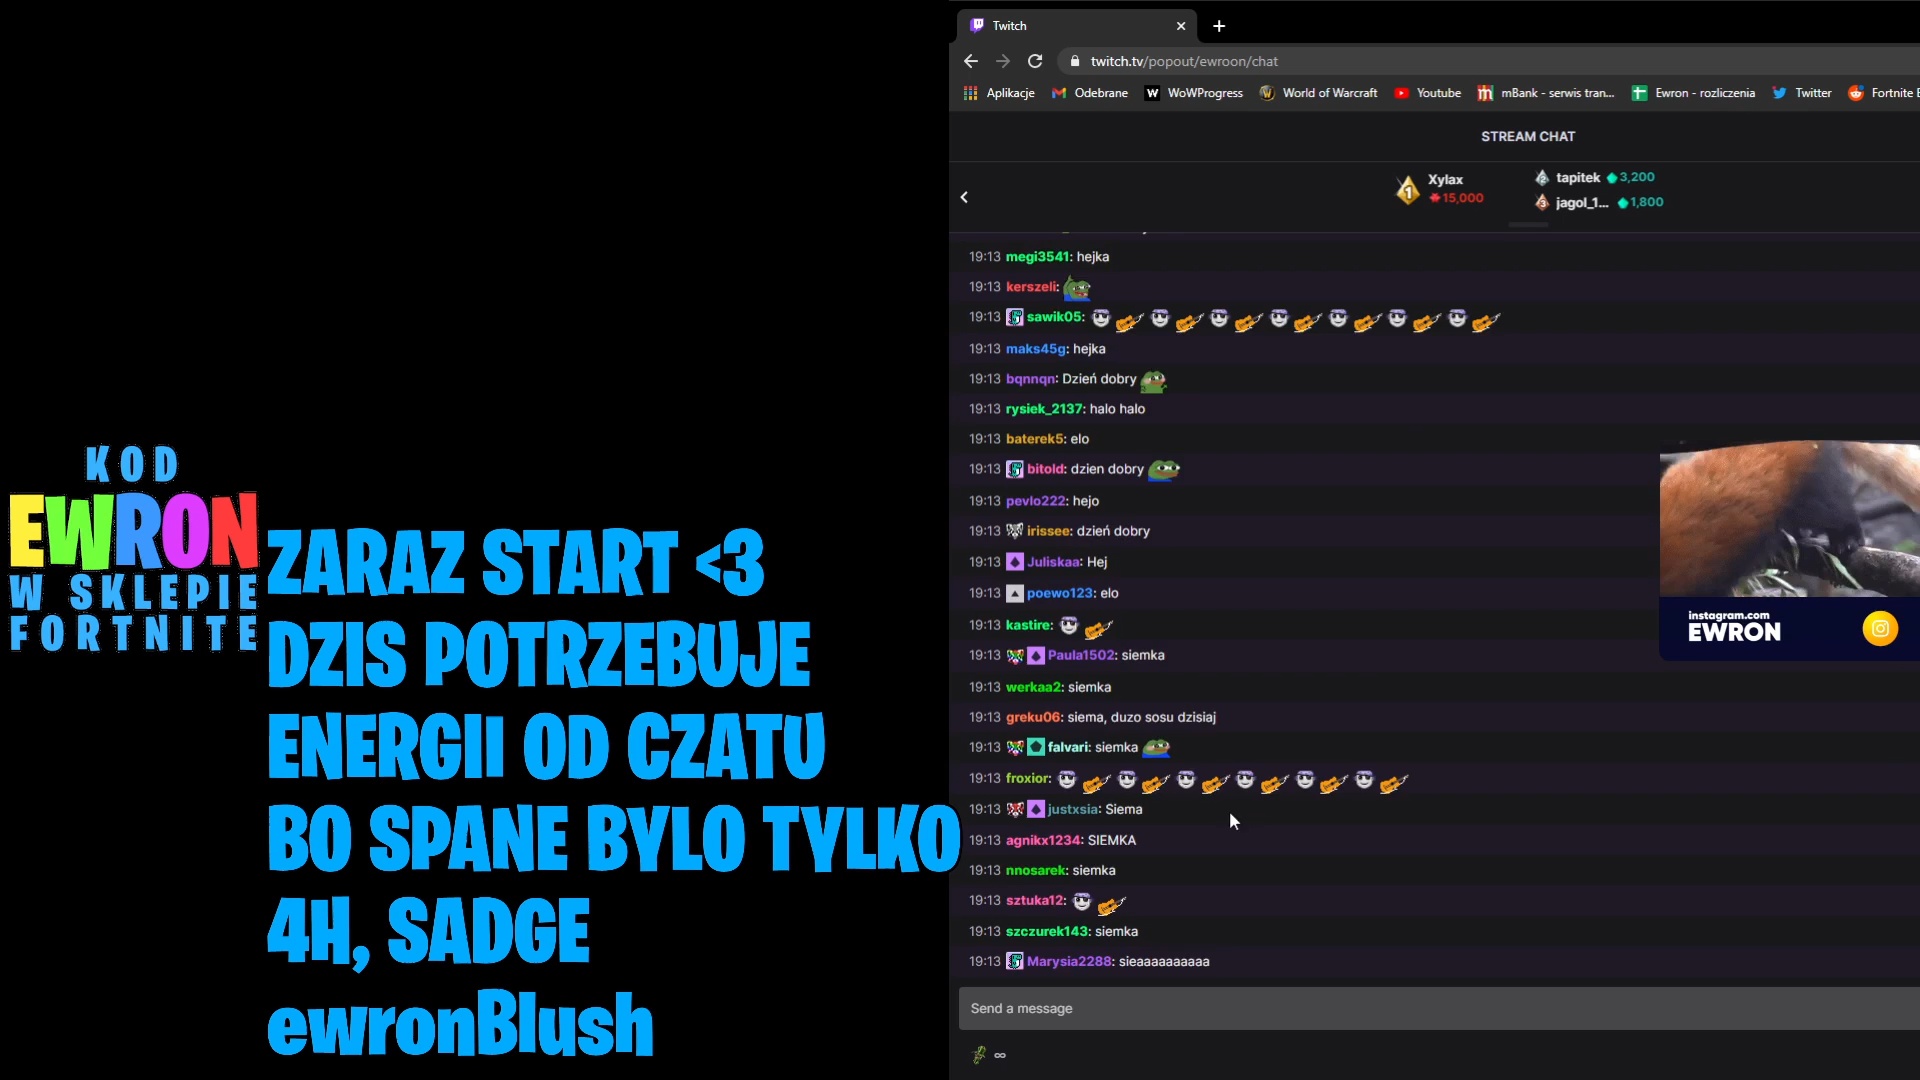 KOD
EWRON
W SKLEPIE
FORTNITE
ZARAZ START <3
DZIS POTRZEBUJE
ENERGII OD CZATU
BO SPANE BYLO TYLKO
4H, SADGE
ewronBlush
Twitch
twitch.tv/popout/ewroon/chat
Aplikacje Odebrane WoWProgress World of Warcraft Youtube mBank - serwis tran... Ewron - rozliczenia Twitter Fortnite
STREAM CHAT
1 Xylax 15,000
2 tapitek 3,200
3 jagol_1... 1,800
19:13 megi3541: hejka
19:13 kerszeli:
19:13 sawik05:
19:13 maks45g: hejka
19:13 bqnnqn: Dzień dobry
19:13 rysiek_2137: halo halo
19:13 baterek5: elo
19:13 bitold: dzien dobry
19:13 pevlo222: hejo
19:13 irissee: dzień dobry
19:13 Juliskaa: Hej
19:13 poewo123: elo
19:13 kastire:
19:13 Paula1502: siemka
19:13 werkaa2: siemka
19:13 greku06: siema, duzo sosu dzisiaj
19:13 falvari: siemka
19:13 froxior:
19:13 justxsia: Siema
19:13 agnikx1234: SIEMKA
19:13 nnosarek: siemka
19:13 sztuka12:
19:13 szczurek143: siemka
19:13 Marysia2288: sieaaaaaaaaaa
Send a message
∞
instagram.com
EWRON